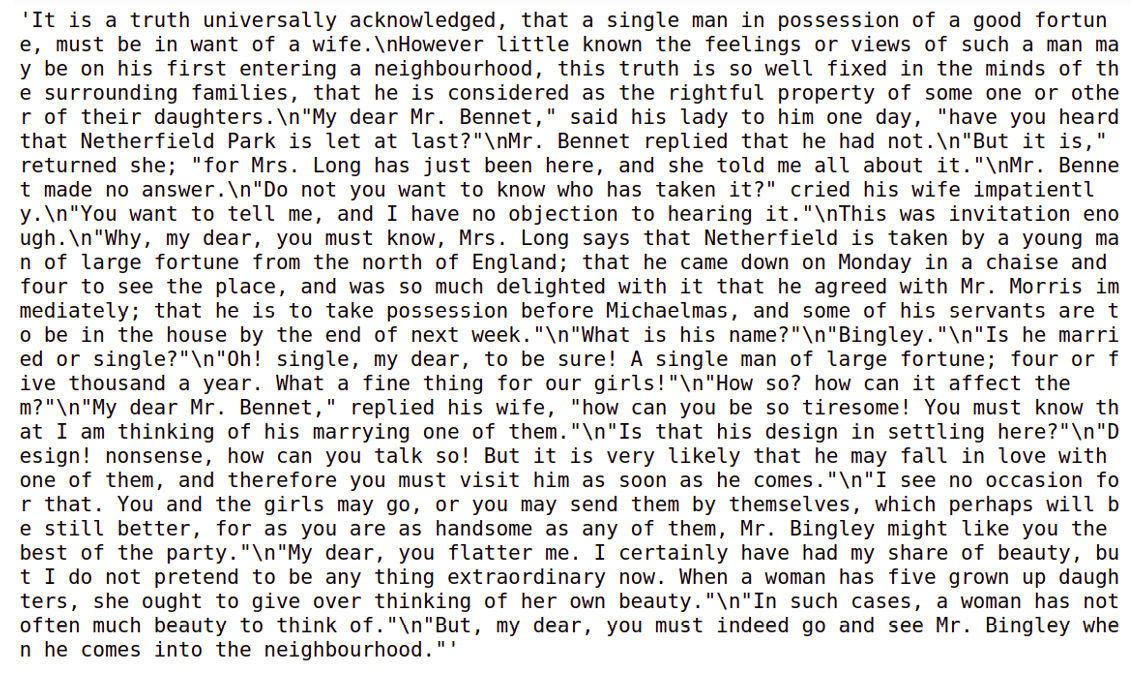 'It is a truth universally acknowledged, that a single man in possession of a good fortun
e, must be in want of a wife.\nHowever little known the feelings or views of such a man ma
y be on his first entering a neighbourhood, this truth is so well fixed in the minds of th
e surrounding families, that he is considered as the rightful property of some one or othe
r of their daughters.\n"My dear Mr. Bennet," said his lady to him one day, "have you heard
that Netherfield Park is let at last?"\nMr. Bennet replied that he had not.\n"But it is,"
returned she; "for Mrs. Long has just been here, and she told me all about it."\nMr. Benne
t made no answer.\n"Do not you want to know who has taken it?" cried his wife impatientl
y.\n"You want to tell me, and I have no objection to hearing it."\nThis was invitation eno
ugh.\n"Why, my dear, you must know, Mrs. Long says that Netherfield is taken by a young ma
n of large fortune from the north of England; that he came down on Monday in a chaise and
four to see the place, and was so much delighted with it that he agreed with Mr. Morris im
mediately; that he is to take possession before Michaelmas, and some of his servants are t
o be in the house by the end of next week."\n"What is his name?"\n"Bingley."\n"Is he marri
ed or single?"\n"Oh! single, my dear, to be sure! A single man of large fortune; four or f
ive thousand a year. What a fine thing for our girls!"\n"How so? how can it affect the
m?"\n"My dear Mr. Bennet," replied his wife, "how can you be so tiresome! You must know th
at I am thinking of his marrying one of them."\n"Is that his design in settling here?"\n"D
esign! nonsense, how can you talk so! But it is very likely that he may fall in love with
one of them, and therefore you must visit him as soon as he comes."\n"I see no occasion fo
r that. You and the girls may go, or you may send them by themselves, which perhaps will b
e still better, for as you are as handsome as any of them, Mr. Bingley might like you the
best of the party."\n"My dear, you flatter me. I certainly have had my share of beauty, bu
t I do not pretend to be any thing extraordinary now. When a woman has five grown up daugh
ters, she ought to give over thinking of her own beauty."\n"In such cases, a woman has not
often much beauty to think of."\n"But, my dear, you must indeed go and see Mr. Bingley whe
n he comes into the neighbourhood."'